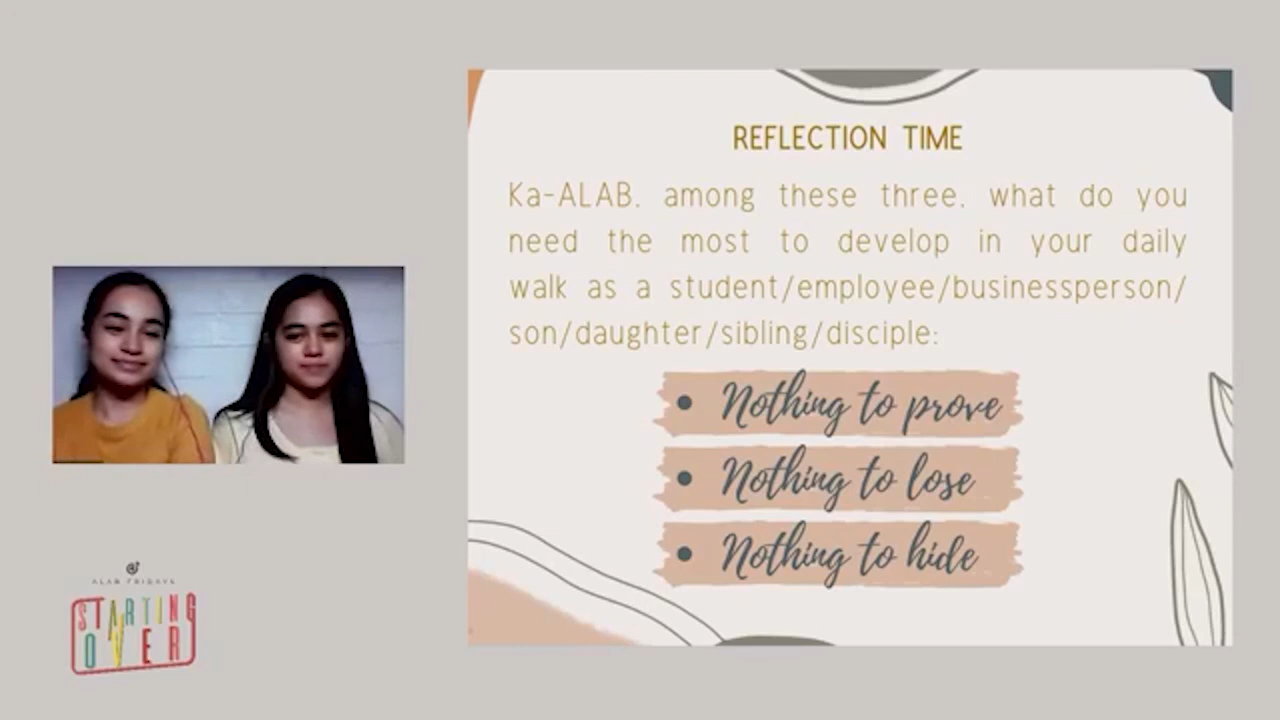 REFLECTION TIME
Ka-ALAB, among these three, what do you
need the most to develop in your daily
walk as a student/employee/businessperson/
son/daughter/sibling/disciple:
• Nothing to prove
• Nothing to lose
• Nothing to hide
ALAB FRIDAYS
STARTING
OVER